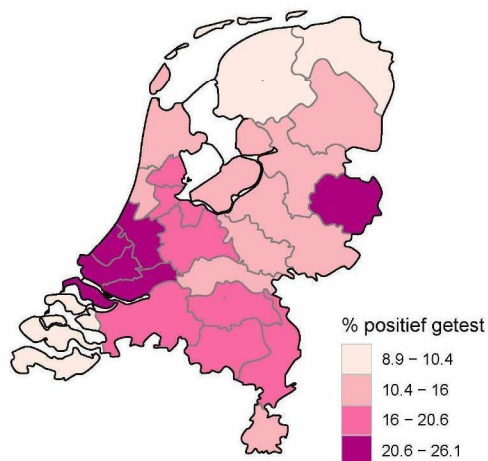 % positief getest
8.9 – 10.4
10.4 – 16
16 – 20.6
20.6 – 26.1